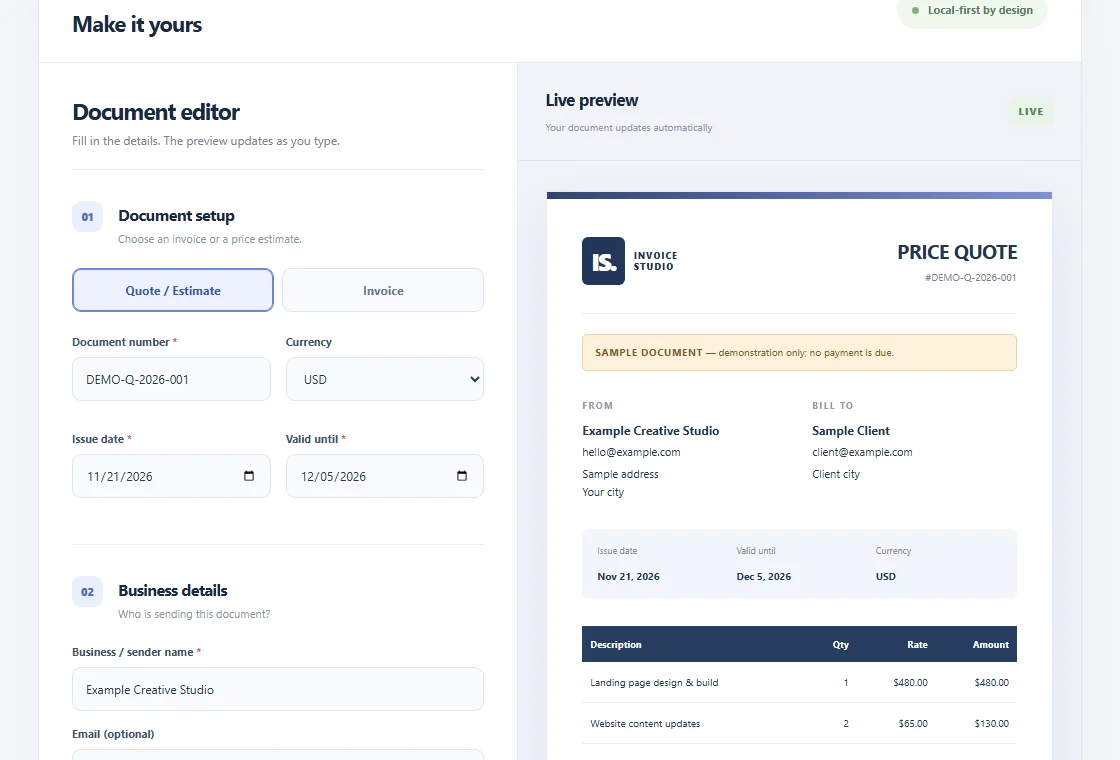 Make it yours
Local-first by design
Document editor
Fill in the details. The preview updates as you type.
01
Document setup
Choose an invoice or a price estimate.
Quote / Estimate
Invoice
Document number *
Currency
DEMO-Q-2026-001
USD
Issue date *
Valid until *
11/21/2026
12/05/2026
02
Business details
Who is sending this document?
Business / sender name *
Example Creative Studio
Email (optional)
Live preview
Your document updates automatically
LIVE
IS.
INVOICE
STUDIO
PRICE QUOTE
#DEMO-Q-2026-001
SAMPLE DOCUMENT — demonstration only; no payment is due.
FROM
Example Creative Studio
hello@example.com
Sample address
Your city
BILL TO
Sample Client
client@example.com
Client city
Issue date
Valid until
Currency
Nov 21, 2026
Dec 5, 2026
USD
Description Qty Rate Amount
Landing page design & build 1 $480.00 $480.00
Website content updates 2 $65.00 $130.00